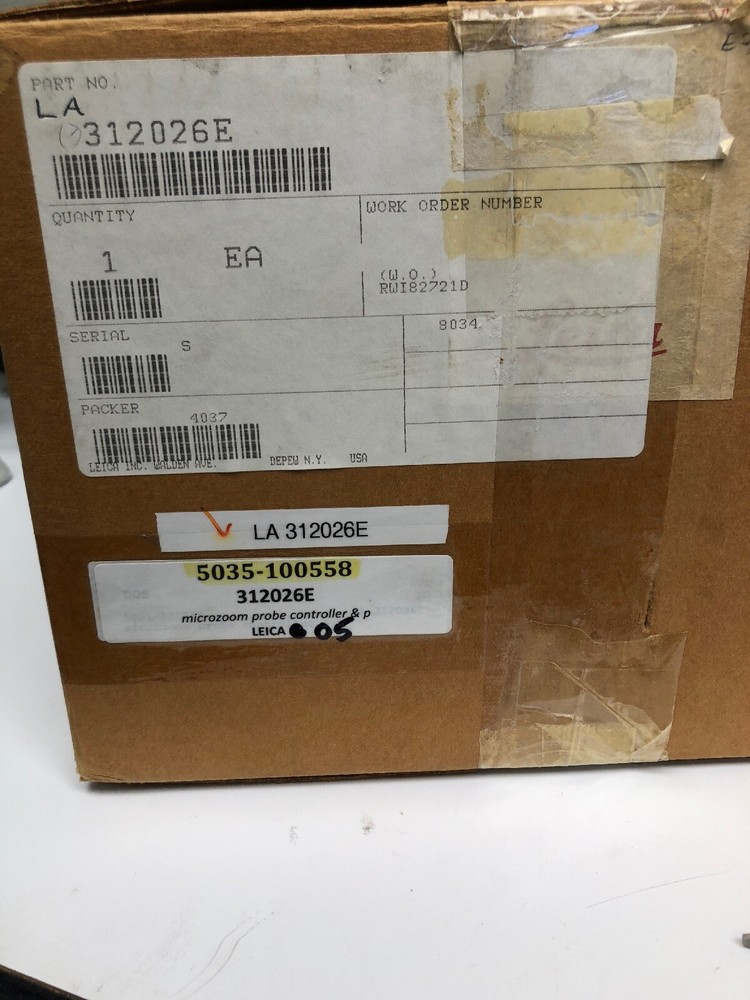 PART NO.
LA
312026E
QUANTITY
1 EA
WORK ORDER NUMBER
(W.O.)
RWI82721D
SERIAL
S
8034
PACKER
4037
LEICA INC. WALDEN AVE. DEPEW N.Y. USA
LA 312026E
5035-100558
312026E
microzoom probe controller & p
LEICA 05